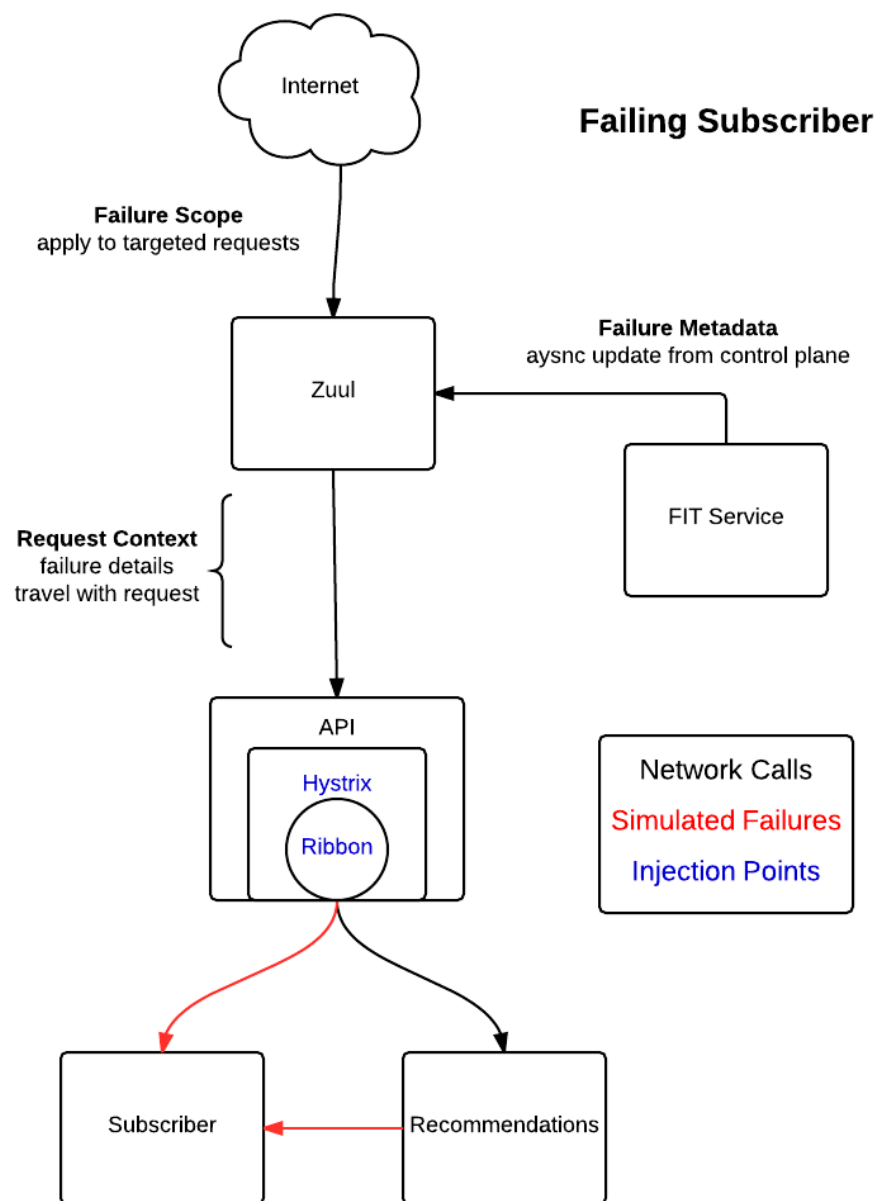 Internet
Failing Subscriber
Failure Scope
apply to targeted requests
Failure Metadata
aysnc update from control plane
Zuul
FIT Service
Request Context
failure details
travel with request
API
Hystrix
Ribbon
Network Calls
Simulated Failures
Injection Points
Subscriber
Recommendations